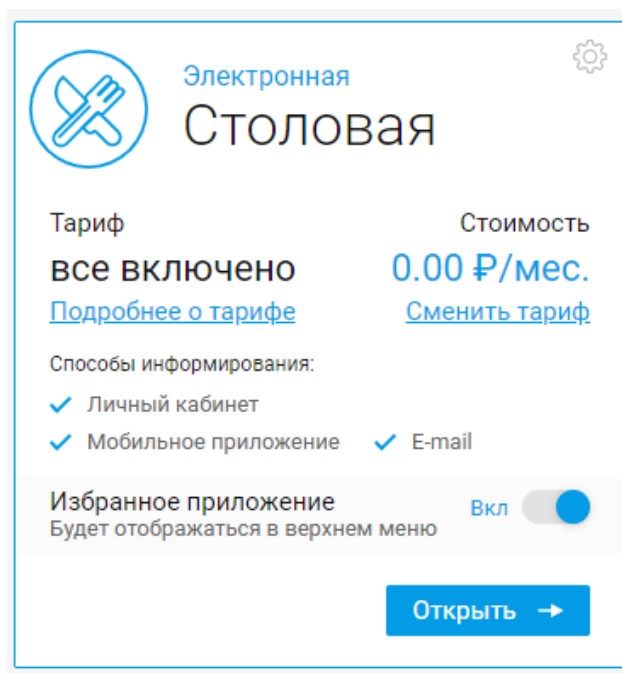 Электронная
Столовая
Тариф Стоимость
все включено 0.00 ₽/мес.
Подробнее о тарифе Сменить тариф
Способы информирования:
Личный кабинет
Мобильное приложение E-mail
Избранное приложение
Вкл
Будет отображаться в верхнем меню
Открыть →